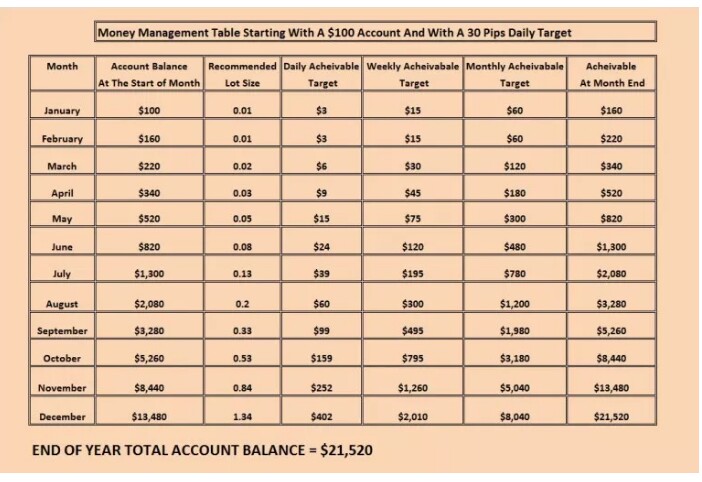 Money Management Table Starting With A $100 Account And With A 30 Pips Daily Target
Month Account Balance Recommended Daily Acheivable Weekly Acheivabale Monthly Acheivabale Acheivable
At The Start of Month Lot Size Target Target Target At Month End
January $100 0.01 $3 $15 $60 $160
February $160 0.01 $3 $15 $60 $220
March $220 0.02 $6 $30 $120 $340
April $340 0.03 $9 $45 $180 $520
May $520 0.05 $15 $75 $300 $820
June $820 0.08 $24 $120 $480 $1,300
July $1,300 0.13 $39 $195 $780 $2,080
August $2,080 0.2 $60 $300 $1,200 $3,280
September $3,280 0.33 $99 $495 $1,980 $5,260
October $5,260 0.53 $159 $795 $3,180 $8,440
November $8,440 0.84 $252 $1,260 $5,040 $13,480
December $13,480 1.34 $402 $2,010 $8,040 $21,520
END OF YEAR TOTAL ACCOUNT BALANCE = $21,520